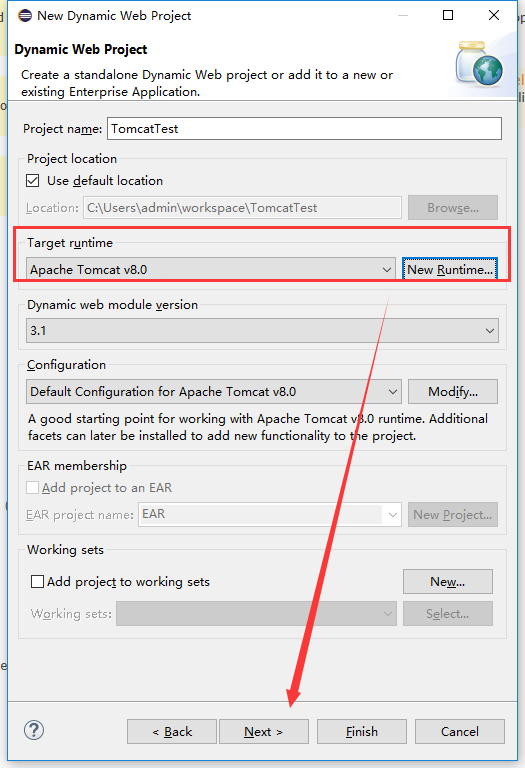 New Dynamic Web Project
Dynamic Web Project
Create a standalone Dynamic Web project or add it to a new or
existing Enterprise Application.
Project name: TomcatTest
Project location
Use default location
Location: C:\Users\admin\workspace\TomcatTest Browse...
Target runtime
Apache Tomcat v8.0 New Runtime...
Dynamic web module version
3.1
Configuration
Default Configuration for Apache Tomcat v8.0 Modify...
A good starting point for working with Apache Tomcat v8.0 runtime. Additional
facets can later be installed to add new functionality to the project.
EAR membership
Add project to an EAR
EAR project name: EAR New Project...
Working sets
Add project to working sets New...
Working sets: Select...
? < Back Next > Finish Cancel